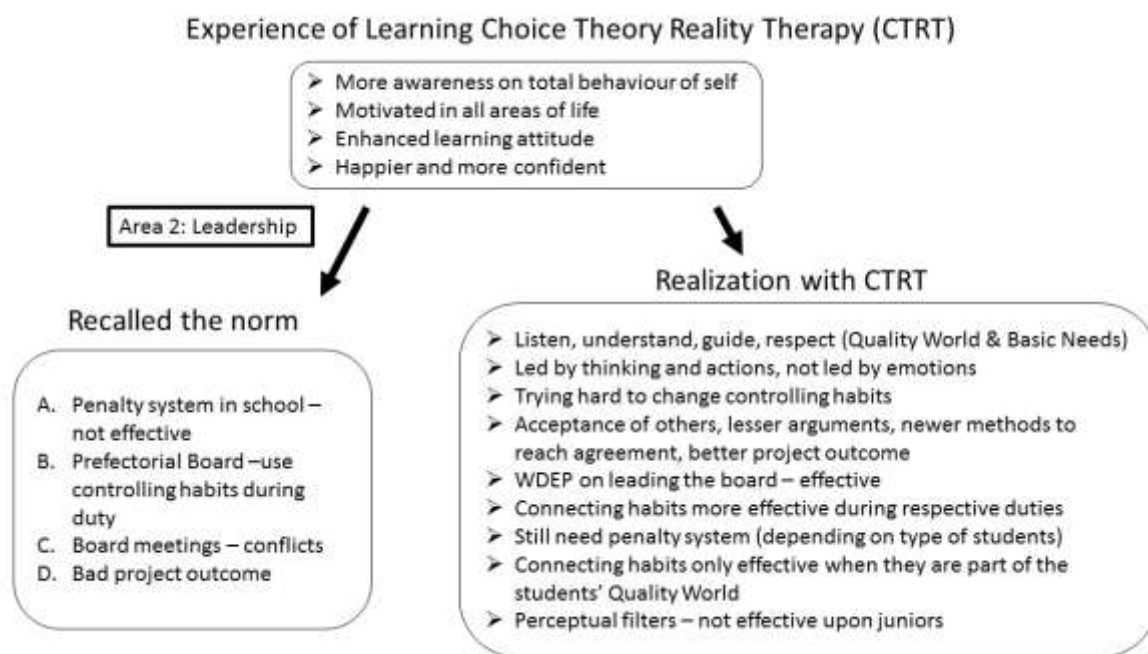 Experience of Learning Choice Theory Reality Therapy (CTRT)
➢ More awareness on total behaviour of self
➢ Motivated in all areas of life
➢ Enhanced learning attitude
➢ Happier and more confident
Area 2: Leadership
Recalled the norm
A. Penalty system in school –
not effective
B. Prefectorial Board –use
controlling habits during
duty
C. Board meetings – conflicts
D. Bad project outcome
Realization with CTRT
➢ Listen, understand, guide, respect (Quality World & Basic Needs)
➢ Led by thinking and actions, not led by emotions
➢ Trying hard to change controlling habits
➢ Acceptance of others, lesser arguments, newer methods to
reach agreement, better project outcome
➢ WDEP on leading the board – effective
➢ Connecting habits more effective during respective duties
➢ Still need penalty system (depending on type of students)
➢ Connecting habits only effective when they are part of the
students' Quality World
➢ Perceptual filters – not effective upon juniors